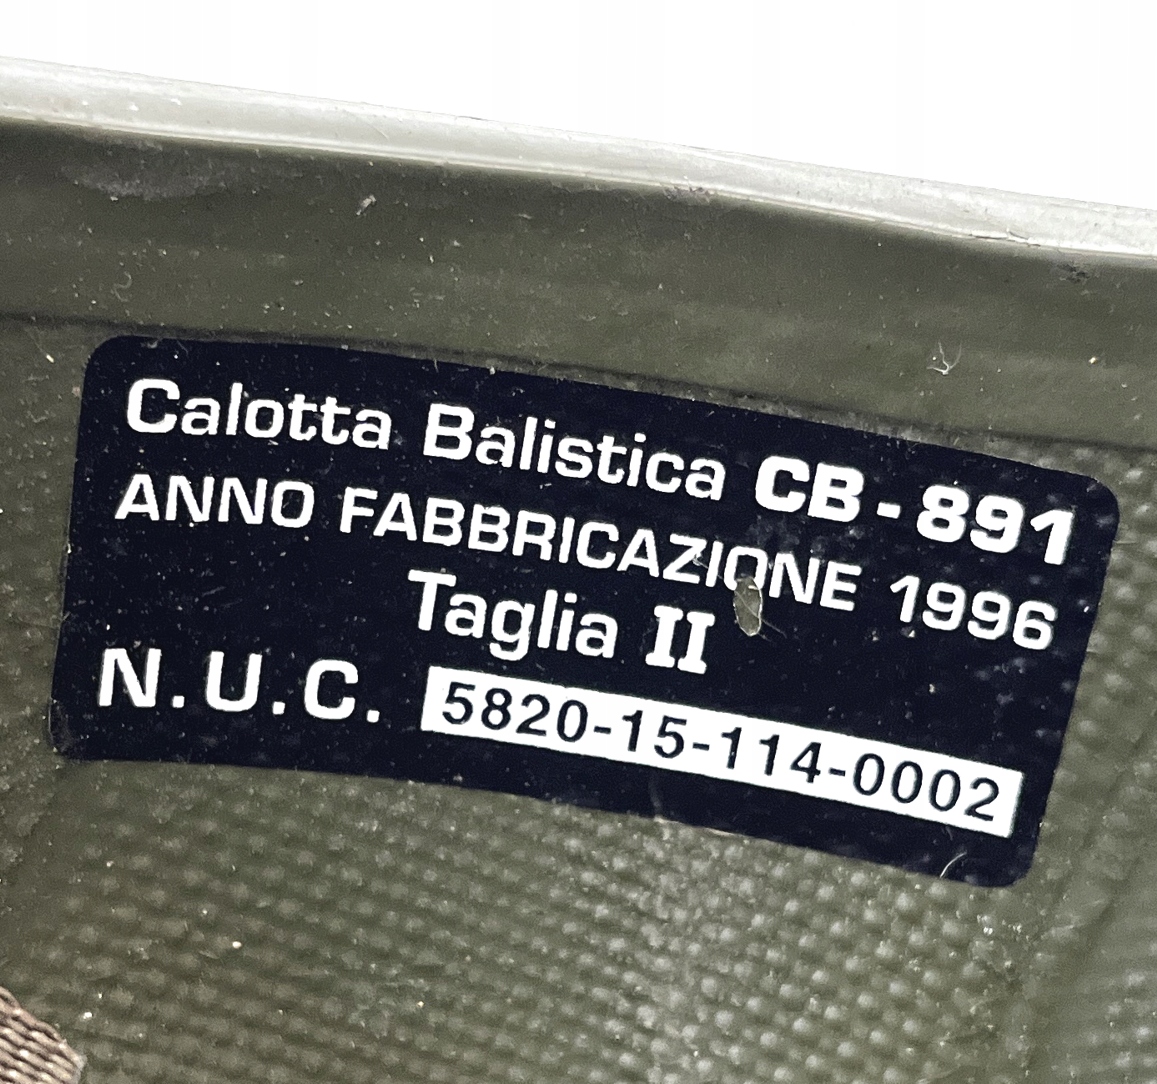 Calotta Balistica CB-891
ANNO FABBRICAZIONE 1996
Taglia II
N.U.C. 5820-15-114-0002